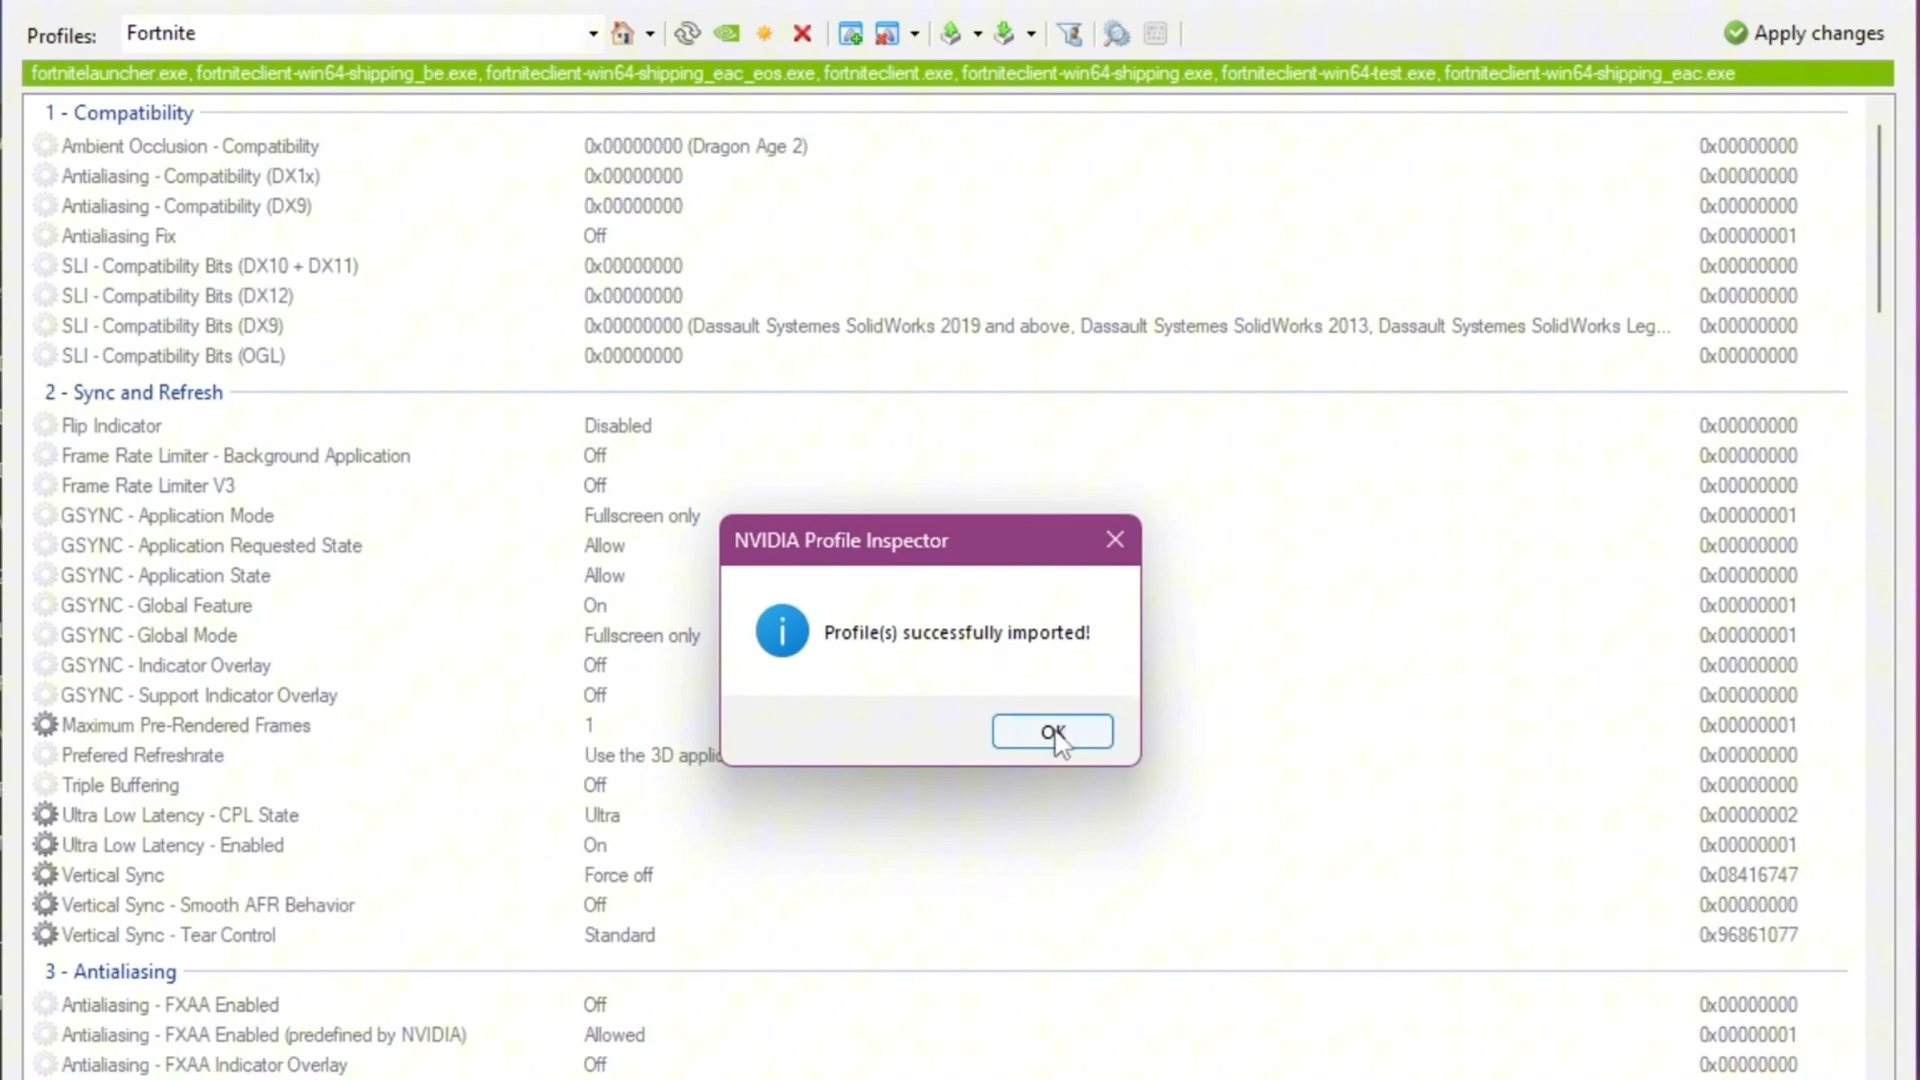 Profiles: Fortnite Apply changes
fortnitelauncher.exe, fortniteclient-win64-shipping_be.exe, fortniteclient-win64-shipping_eac_eos.exe, fortniteclient.exe, fortniteclient-win64-shipping.exe, fortniteclient-win64-test.exe, fortniteclient-win64-shipping_eac.exe
1 - Compatibility
Ambient Occlusion - Compatibility 0x00000000 (Dragon Age 2) 0x00000000
Antialiasing - Compatibility (DX1x) 0x00000000 0x00000000
Antialiasing - Compatibility (DX9) 0x00000000 0x00000000
Antialiasing Fix Off 0x00000001
SLI - Compatibility Bits (DX10 + DX11) 0x00000000 0x00000000
SLI - Compatibility Bits (DX12) 0x00000000 0x00000000
SLI - Compatibility Bits (DX9) 0x00000000 (Dassault Systemes SolidWorks 2019 and above, Dassault Systemes SolidWorks 2013, Dassault Systemes SolidWorks Leg... 0x00000000
SLI - Compatibility Bits (OGL) 0x00000000 0x00000000
2 - Sync and Refresh
Flip Indicator Disabled 0x00000000
Frame Rate Limiter - Background Application Off 0x00000000
Frame Rate Limiter V3 Off 0x00000000
GSYNC - Application Mode Fullscreen only 0x00000001
GSYNC - Application Requested State Allow 0x00000000
GSYNC - Application State Allow 0x00000000
GSYNC - Global Feature On 0x00000001
GSYNC - Global Mode Fullscreen only 0x00000001
GSYNC - Indicator Overlay Off 0x00000000
GSYNC - Support Indicator Overlay Off 0x00000000
Maximum Pre-Rendered Frames 1 0x00000001
Prefered Refreshrate Use the 3D applic 0x00000000
Triple Buffering Off 0x00000000
Ultra Low Latency - CPL State Ultra 0x00000002
Ultra Low Latency - Enabled On 0x00000001
Vertical Sync Force off 0x08416747
Vertical Sync - Smooth AFR Behavior Off 0x00000000
Vertical Sync - Tear Control Standard 0x96861077
3 - Antialiasing
Antialiasing - FXAA Enabled Off 0x00000000
Antialiasing - FXAA Enabled (predefined by NVIDIA) Allowed 0x00000001
Antialiasing - FXAA Indicator Overlay Off 0x00000000
NVIDIA Profile Inspector
Profile(s) successfully imported!
OK